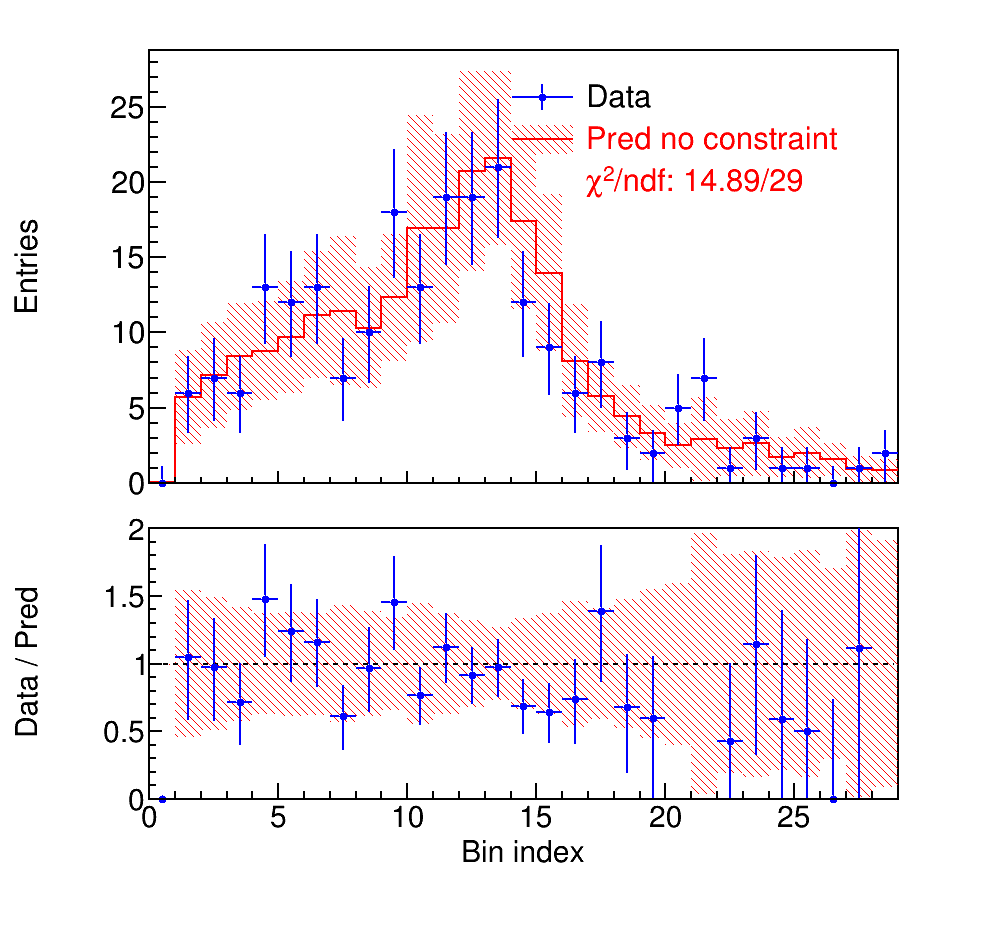 Entries
25
20
15
10
5
0
Data
Pred no constraint
χ²/ndf: 14.89/29
Data / Pred
2
1.5
1
0.5
0
0 5 10 15 20 25
Bin index